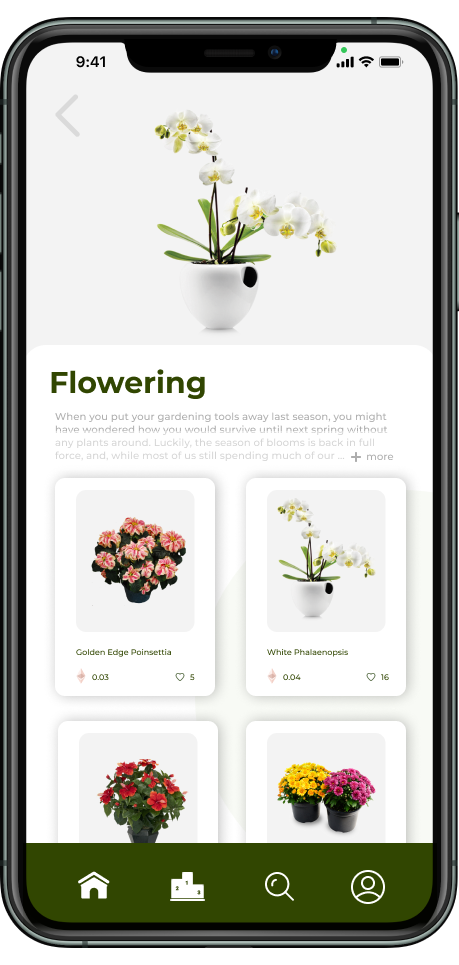 9:41
Flowering
When you put your gardening tools away last season, you might
have wondered how you would survive until next spring without
any plants around. Luckily, the season of blooms is back in full
force, and, while most of us still spending much of our ... + more
Golden Edge Poinsettia
0.03 5
White Phalaenopsis
0.04 16
1
2
3